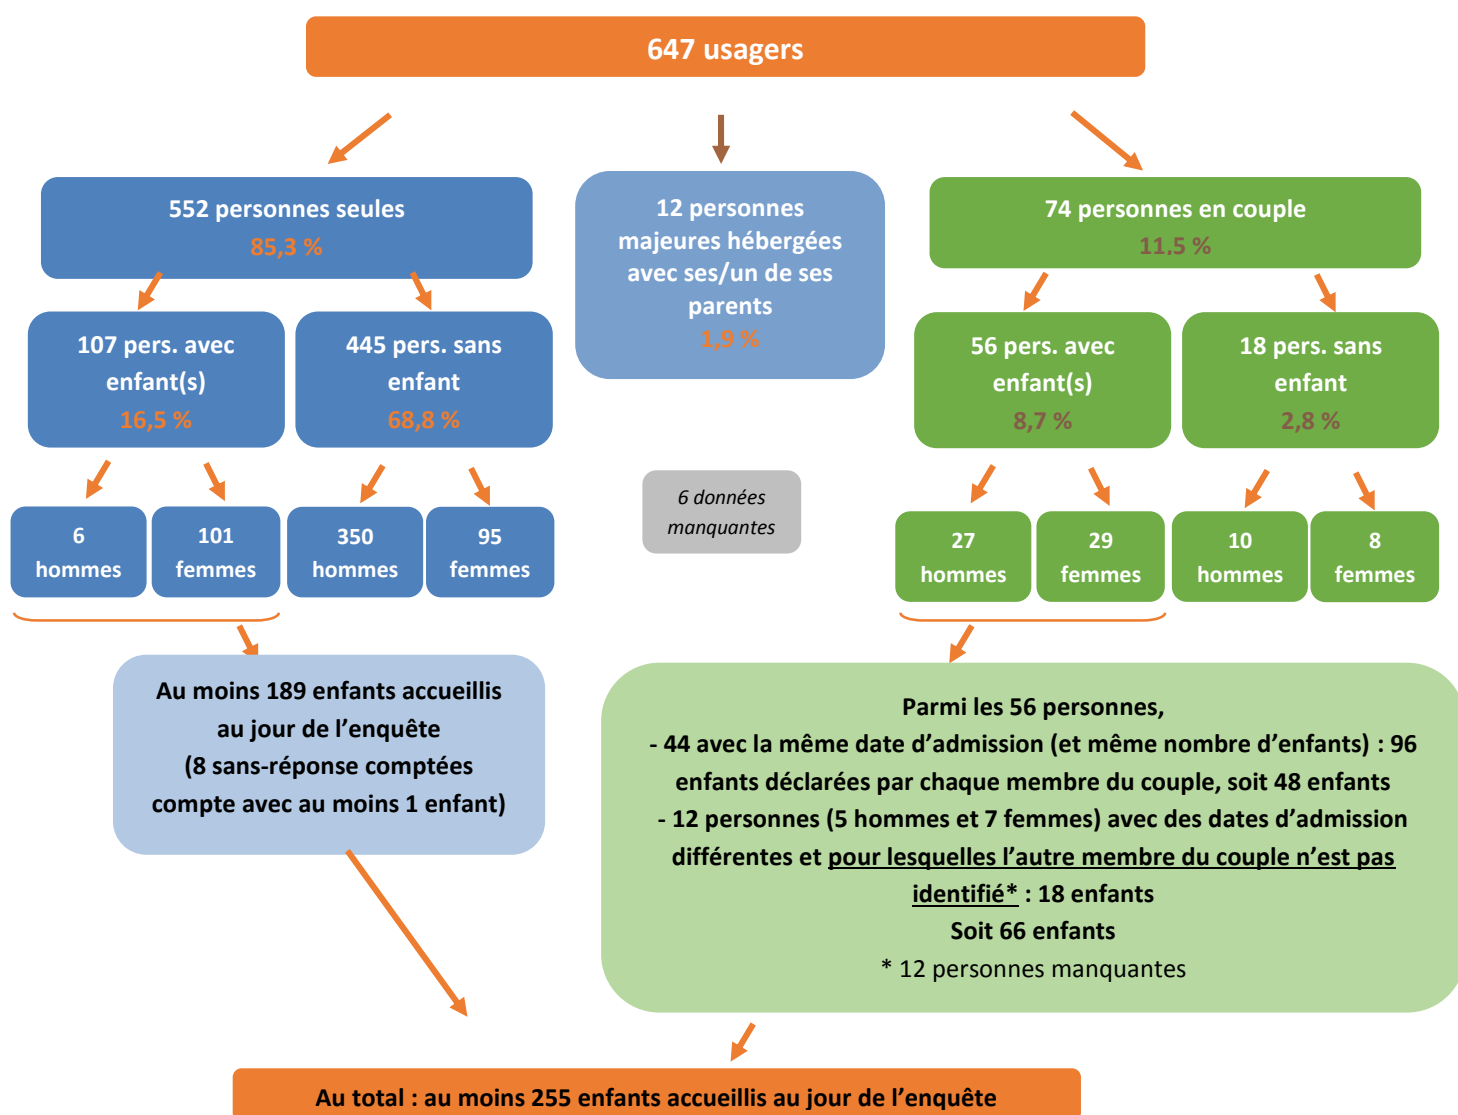 647 usagers
552 personnes seules
85,3 %
12 personnes
majeures hébergées
avec ses/un de ses
parents
1,9 %
74 personnes en couple
11,5 %
107 pers. avec
enfant(s)
16,5 %
445 pers. sans
enfant
68,8 %
56 pers. avec
enfant(s)
8,7 %
18 pers. sans
enfant
2,8 %
6 données
manquantes
6
hommes
101
femmes
350
hommes
95
femmes
27
hommes
29
femmes
10
hommes
8
femmes
Au moins 189 enfants accueillis
au jour de l’enquête
(8 sans-réponse comptées
compte avec au moins 1 enfant)
Parmi les 56 personnes,
- 44 avec la même date d’admission (et même nombre d’enfants) : 96
enfants déclarées par chaque membre du couple, soit 48 enfants
- 12 personnes (5 hommes et 7 femmes) avec des dates d’admission
différentes et pour lesquelles l’autre membre du couple n’est pas
identifié* : 18 enfants
Soit 66 enfants
* 12 personnes manquantes
Au total : au moins 255 enfants accueillis au jour de l’enquête